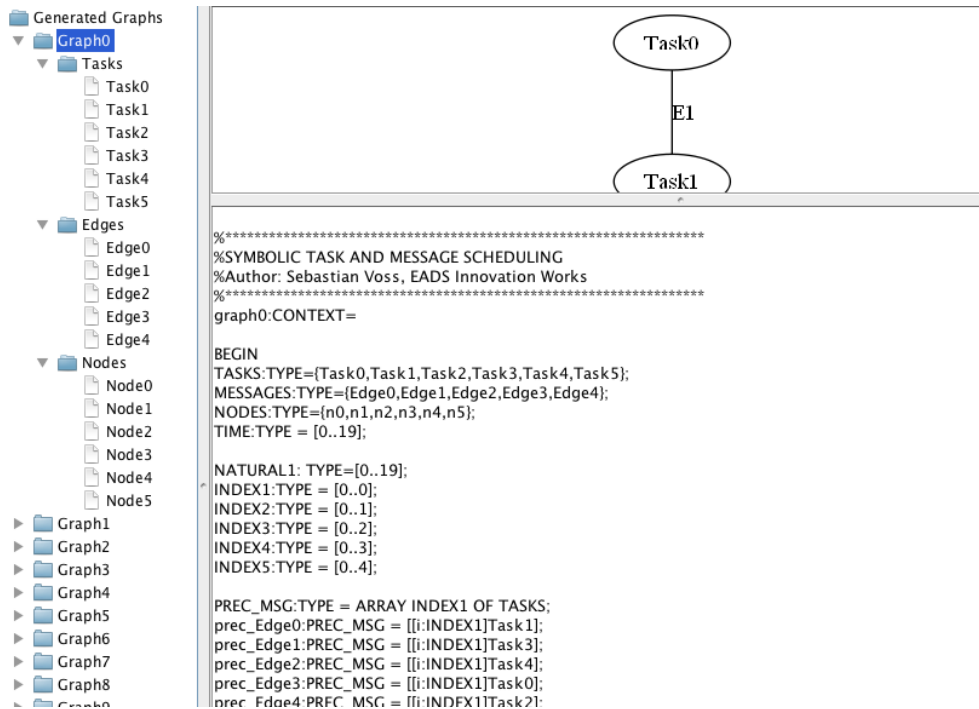 Generated Graphs
Graph0
Tasks
Task0
Task1
Task2
Task3
Task4
Task5
Edges
Edge0
Edge1
Edge2
Edge3
Edge4
Nodes
Node0
Node1
Node2
Node3
Node4
Node5
Graph1
Graph2
Graph3
Graph4
Graph5
Graph6
Graph7
Graph8
Graph9
Task0
E1
Task1
%******************************************************************
%SYMBOLIC TASK AND MESSAGE SCHEDULING
%Author: Sebastian Voss, EADS Innovation Works
%******************************************************************
graph0:CONTEXT=
BEGIN
TASKS:TYPE={Task0,Task1,Task2,Task3,Task4,Task5};
MESSAGES:TYPE={Edge0,Edge1,Edge2,Edge3,Edge4};
NODES:TYPE={n0,n1,n2,n3,n4,n5};
TIME:TYPE = [0..19];
NATURAL1: TYPE=[0..19];
INDEX1:TYPE = [0..0];
INDEX2:TYPE = [0..1];
INDEX3:TYPE = [0..2];
INDEX4:TYPE = [0..3];
INDEX5:TYPE = [0..4];
PREC_MSG:TYPE = ARRAY INDEX1 OF TASKS;
prec_Edge0:PREC_MSG = [[i:INDEX1]Task1];
prec_Edge1:PREC_MSG = [[i:INDEX1]Task3];
prec_Edge2:PREC_MSG = [[i:INDEX1]Task4];
prec_Edge3:PREC_MSG = [[i:INDEX1]Task0];
prec_Edge4:PREC_MSG = [[i:INDEX1]Task2];